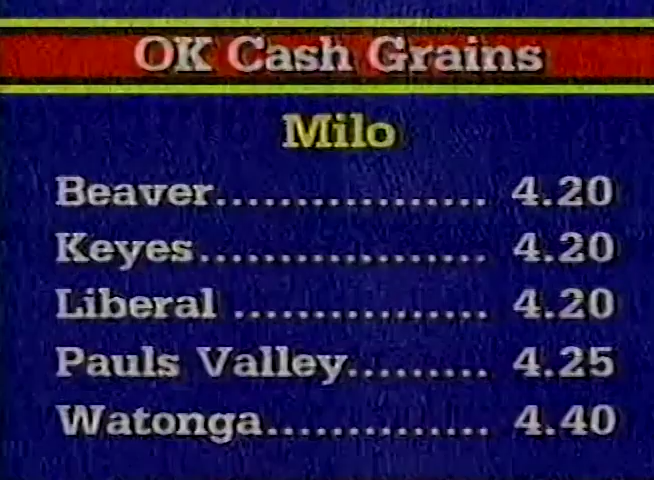 OK Cash Grains
Milo
Beaver................. 4.20
Keyes.................. 4.20
Liberal ................ 4.20
Pauls Valley......... 4.25
Watonga.............. 4.40